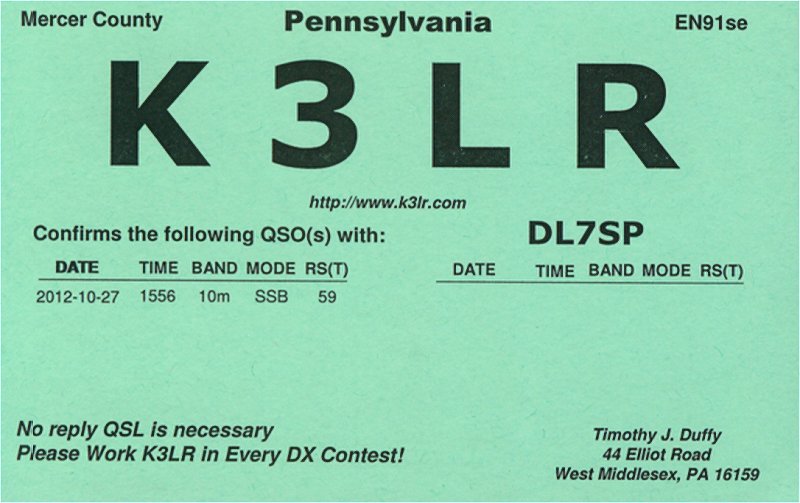 Mercer County Pennsylvania EN91se
K3LR
http://www.k3lr.com
Confirms the following QSO(s) with: DL7SP
DATE TIME BAND MODE RS(T) DATE TIME BAND MODE RS(T)
2012-10-27 1556 10m SSB 59
No reply QSL is necessary
Please Work K3LR in Every DX Contest!
Timothy J. Duffy
44 Elliot Road
West Middlesex, PA 16159